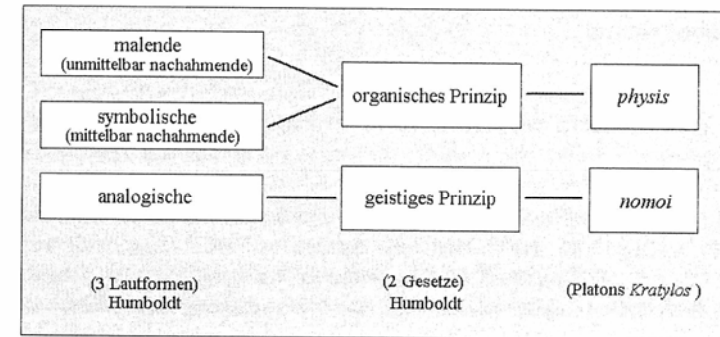 malende
(unmittelbar nachahmende)
organisches Prinzip
physis
symbolische
(mittelbar nachahmende)
analogische
geistiges Prinzip
nomoi
(3 Lautformen)
Humboldt
(2 Gesetze)
Humboldt
(Platons Kratylos )